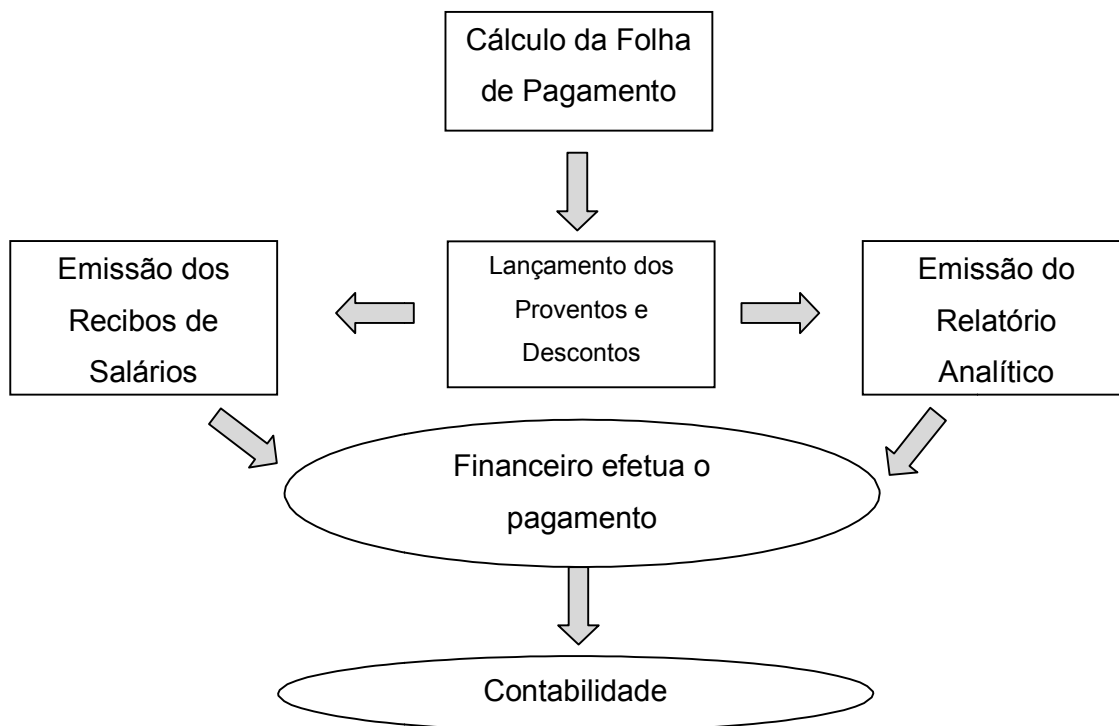 Cálculo da Folha
de Pagamento
Emissão dos
Recibos de
Salários
Lançamento dos
Proventos e
Descontos
Emissão do
Relatório
Analítico
Financeiro efetua o
pagamento
Contabilidade